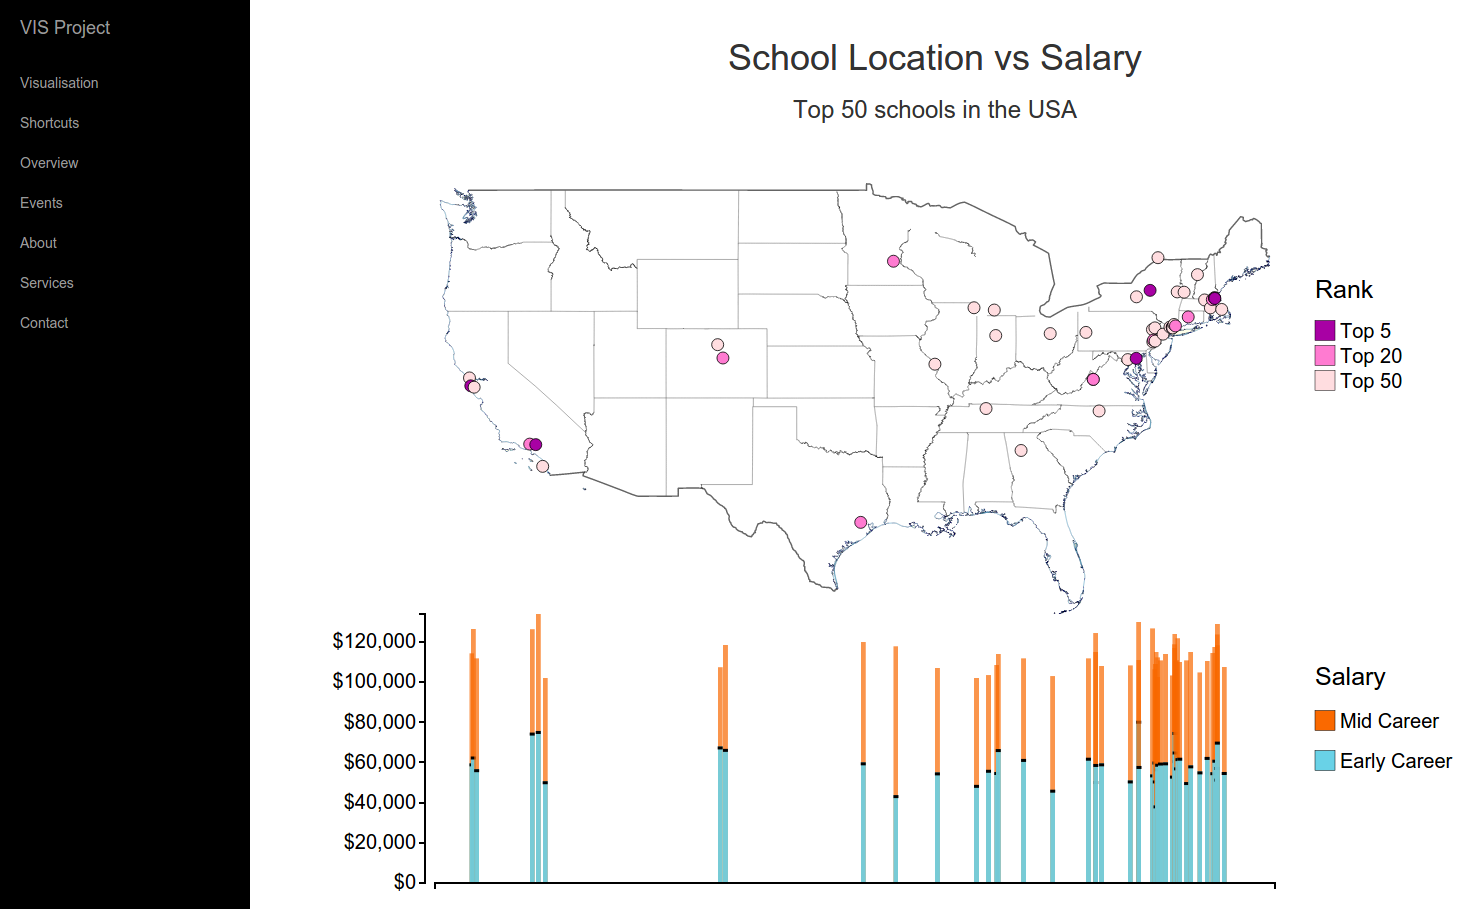 VIS Project
Visualisation
Shortcuts
Overview
Events
About
Services
Contact
School Location vs Salary
Top 50 schools in the USA
Rank
Top 5
Top 20
Top 50
$120,000
$100,000
$80,000
$60,000
$40,000
$20,000
$0
Salary
Mid Career
Early Career